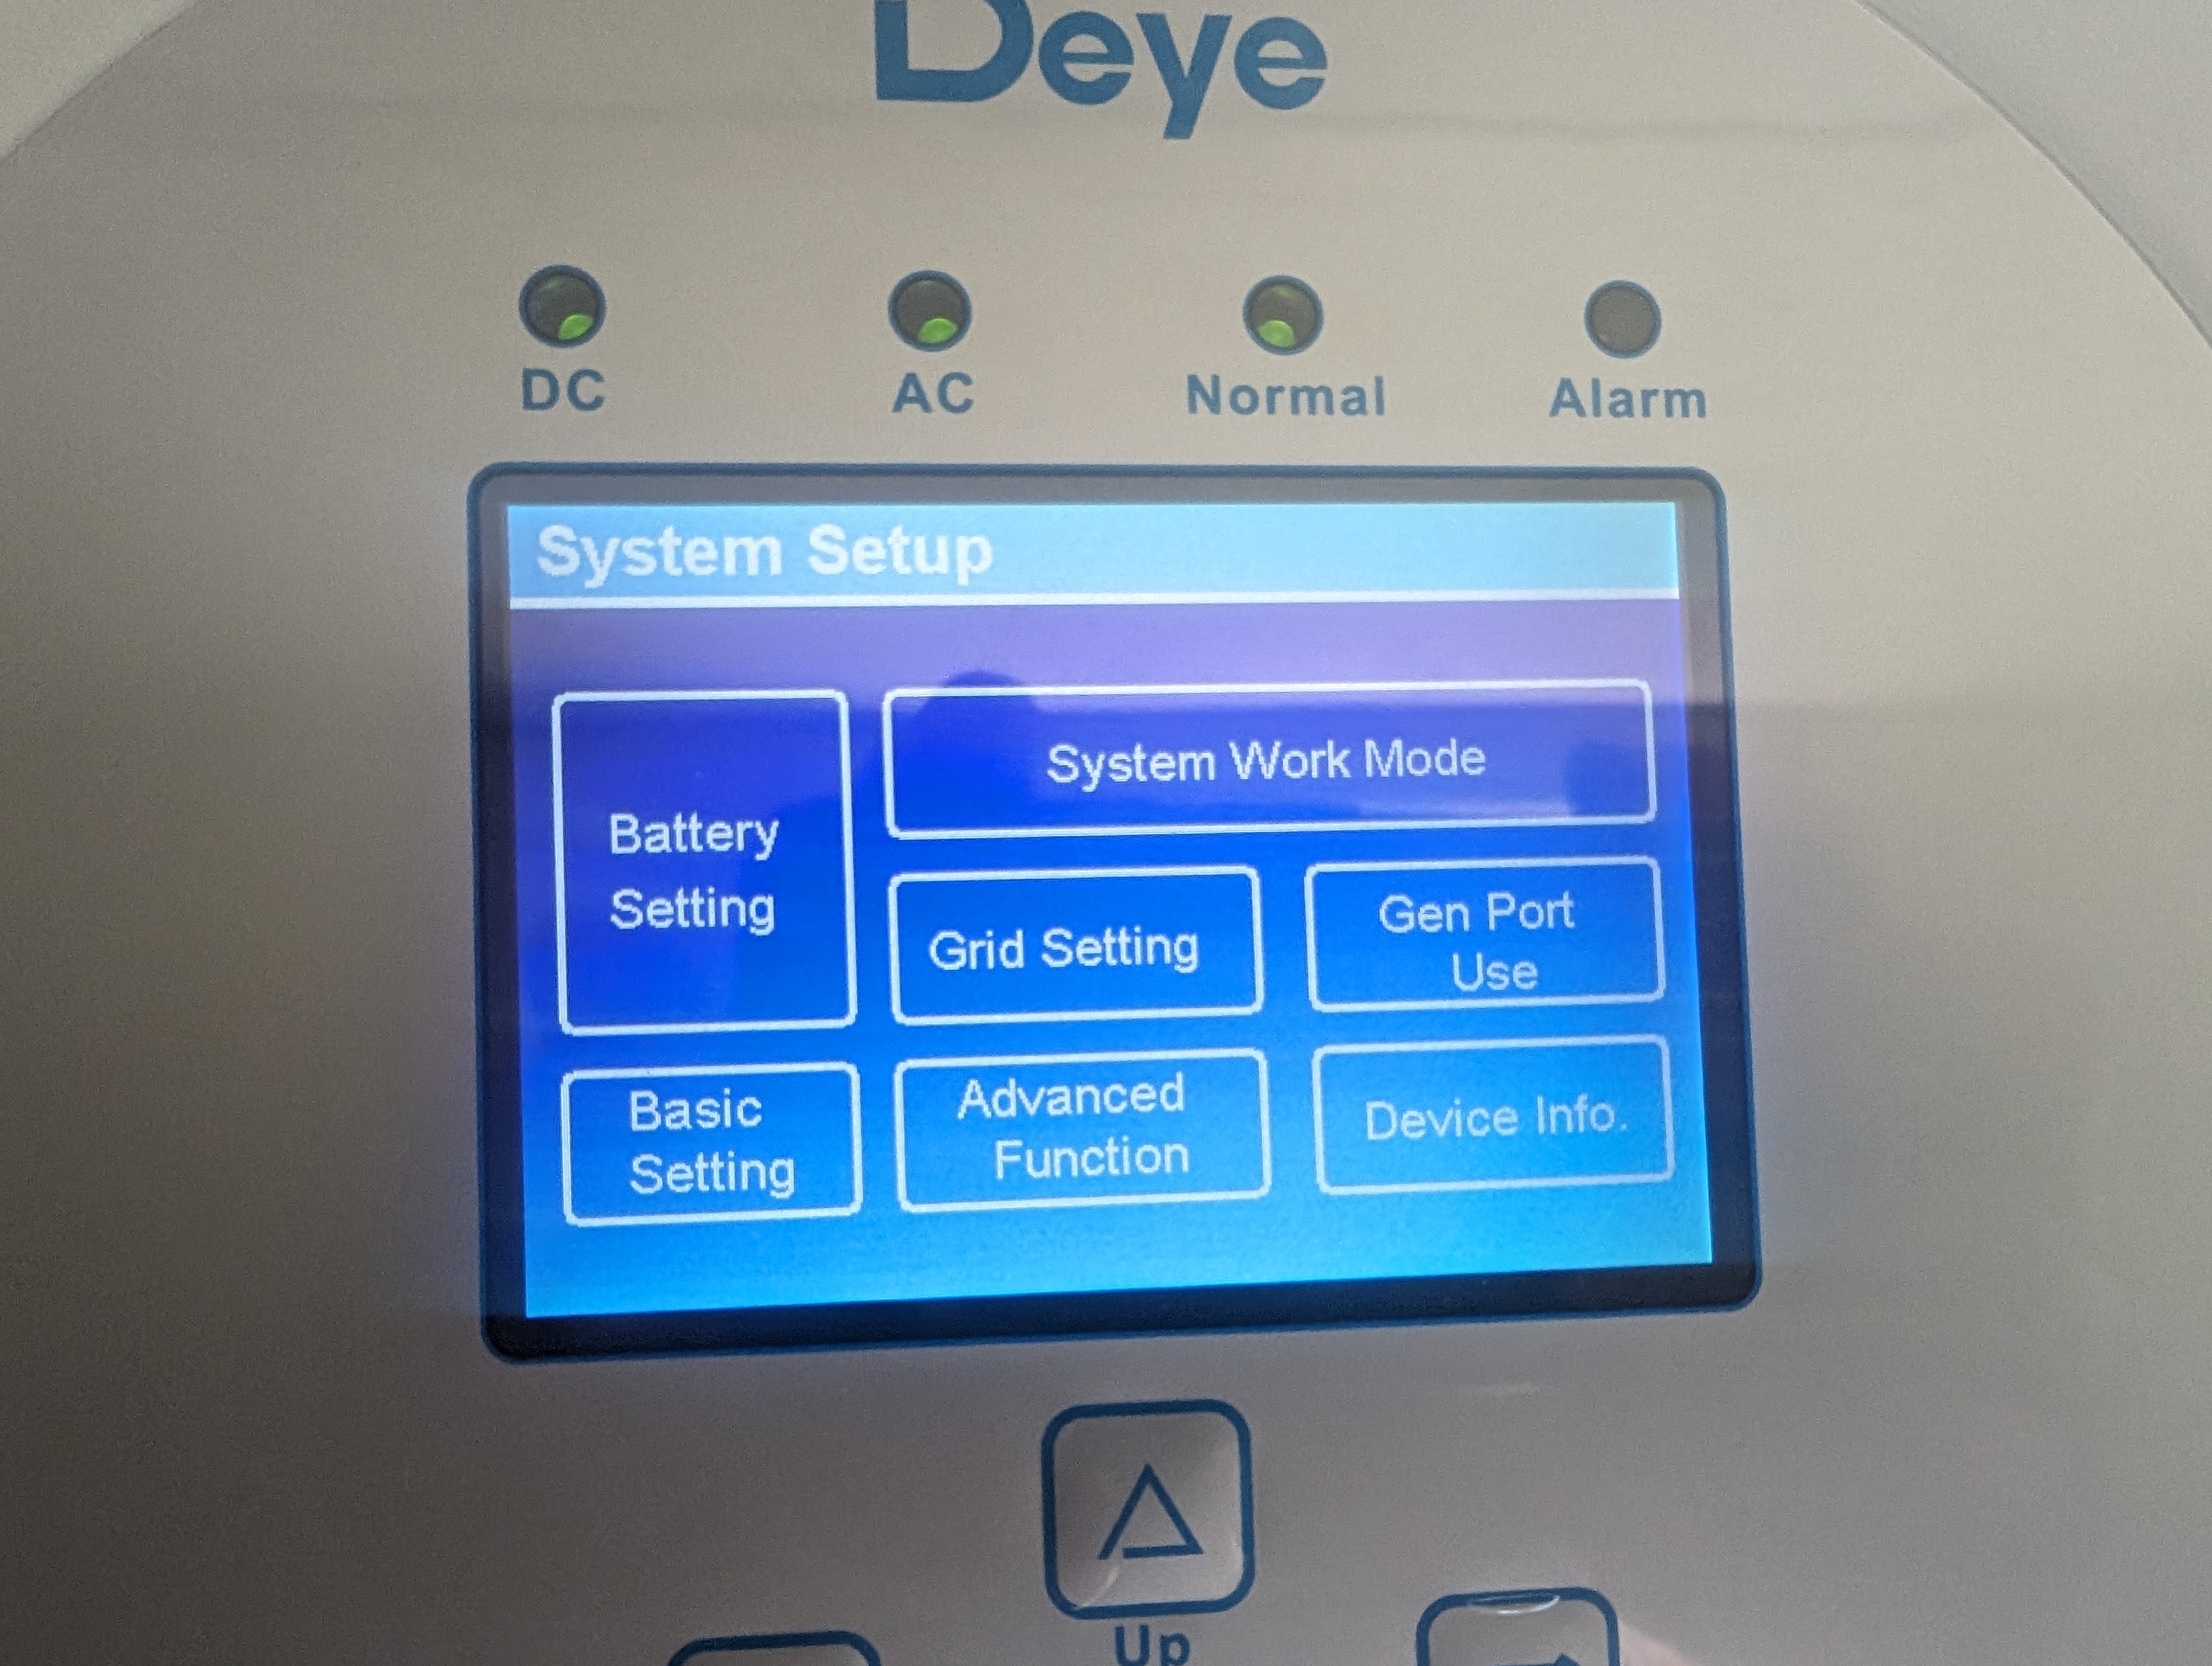 Deye
DC
AC
Normal
Alarm
System Setup
Battery
Setting
System Work Mode
Grid Setting
Gen Port
Use
Basic
Setting
Advanced
Function
Device Info.
Up